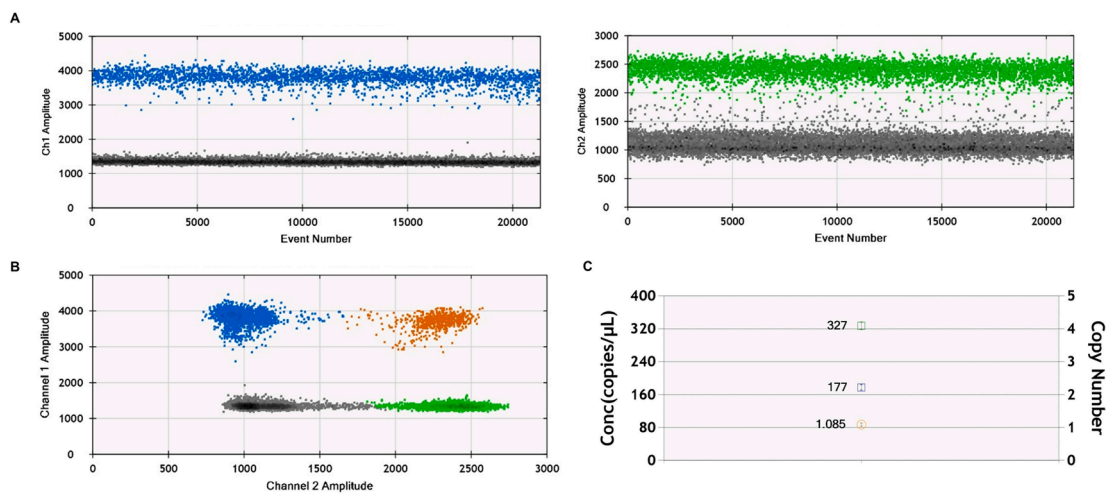 A
5000
4000
3000
2000
1000
0
Ch1 Amplitude
0 5000 10000 15000 20000
Event Number
2500
2000
1500
1000
500
0
Ch2 Amplitude
0 5000 10000 15000 20000
Event Number
B
5000
4000
3000
2000
1000
0
Channel 1 Amplitude
0 500 1000 1500 2000 2500 3000
Channel 2 Amplitude
C
400
320
240
160
80
0
Conc(copies/µL)
327
177
1.085
5
4
3
2
1
0
Copy Number